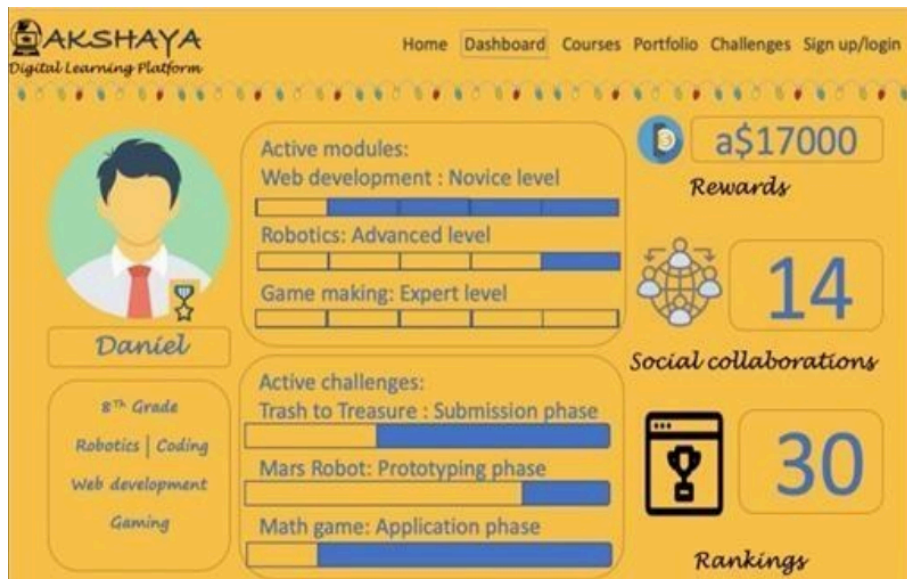 AKSHAYA
Digital Learning Platform
Home Dashboard Courses Portfolio Challenges Sign up/login
Daniel
8Th Grade
Robotics | Coding
Web development
Gaming
Active modules:
Web development : Novice level
Robotics: Advanced level
Game making: Expert level
Active challenges:
Trash to Treasure : Submission phase
Mars Robot: Prototyping phase
Math game: Application phase
a$17000
Rewards
14
Social collaborations
30
Rankings